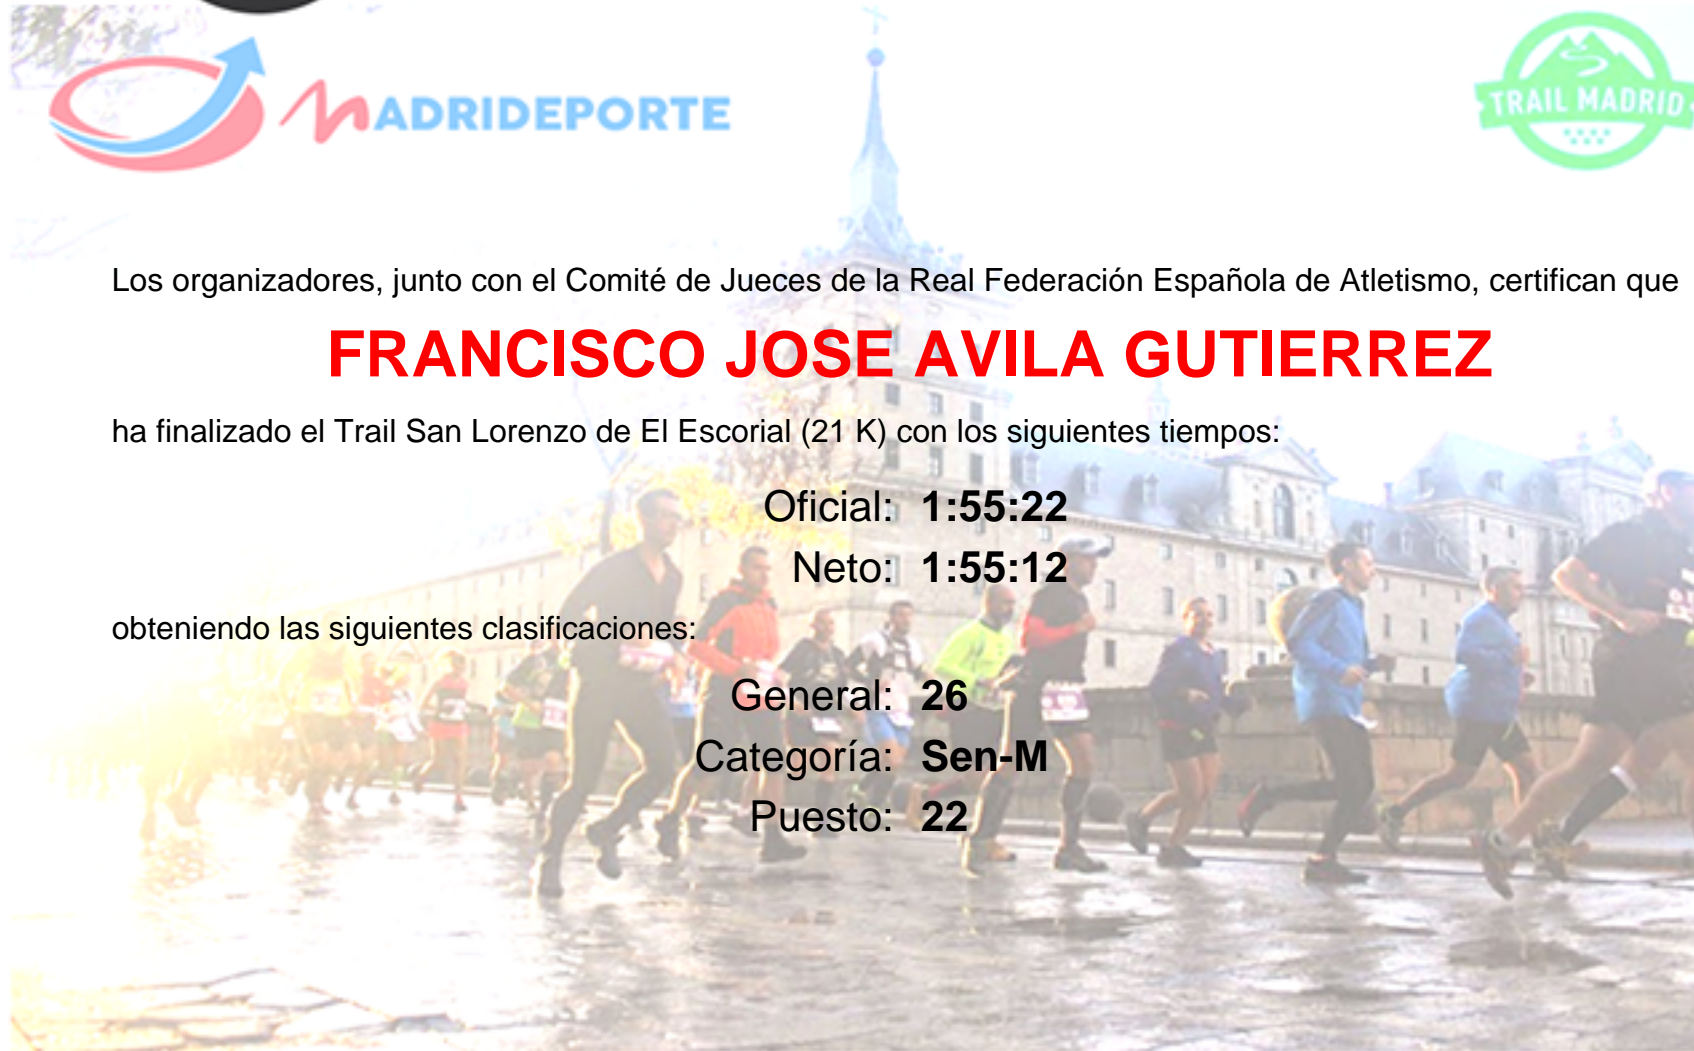 MADRIDEPORTE
TRAIL MADRID
Los organizadores, junto con el Comité de Jueces de la Real Federación Española de Atletismo, certifican que
FRANCISCO JOSE AVILA GUTIERREZ
ha finalizado el Trail San Lorenzo de El Escorial (21 K) con los siguientes tiempos:
Oficial: 1:55:22
Neto: 1:55:12
obteniendo las siguientes clasificaciones:
General: 26
Categoría: Sen-M
Puesto: 22